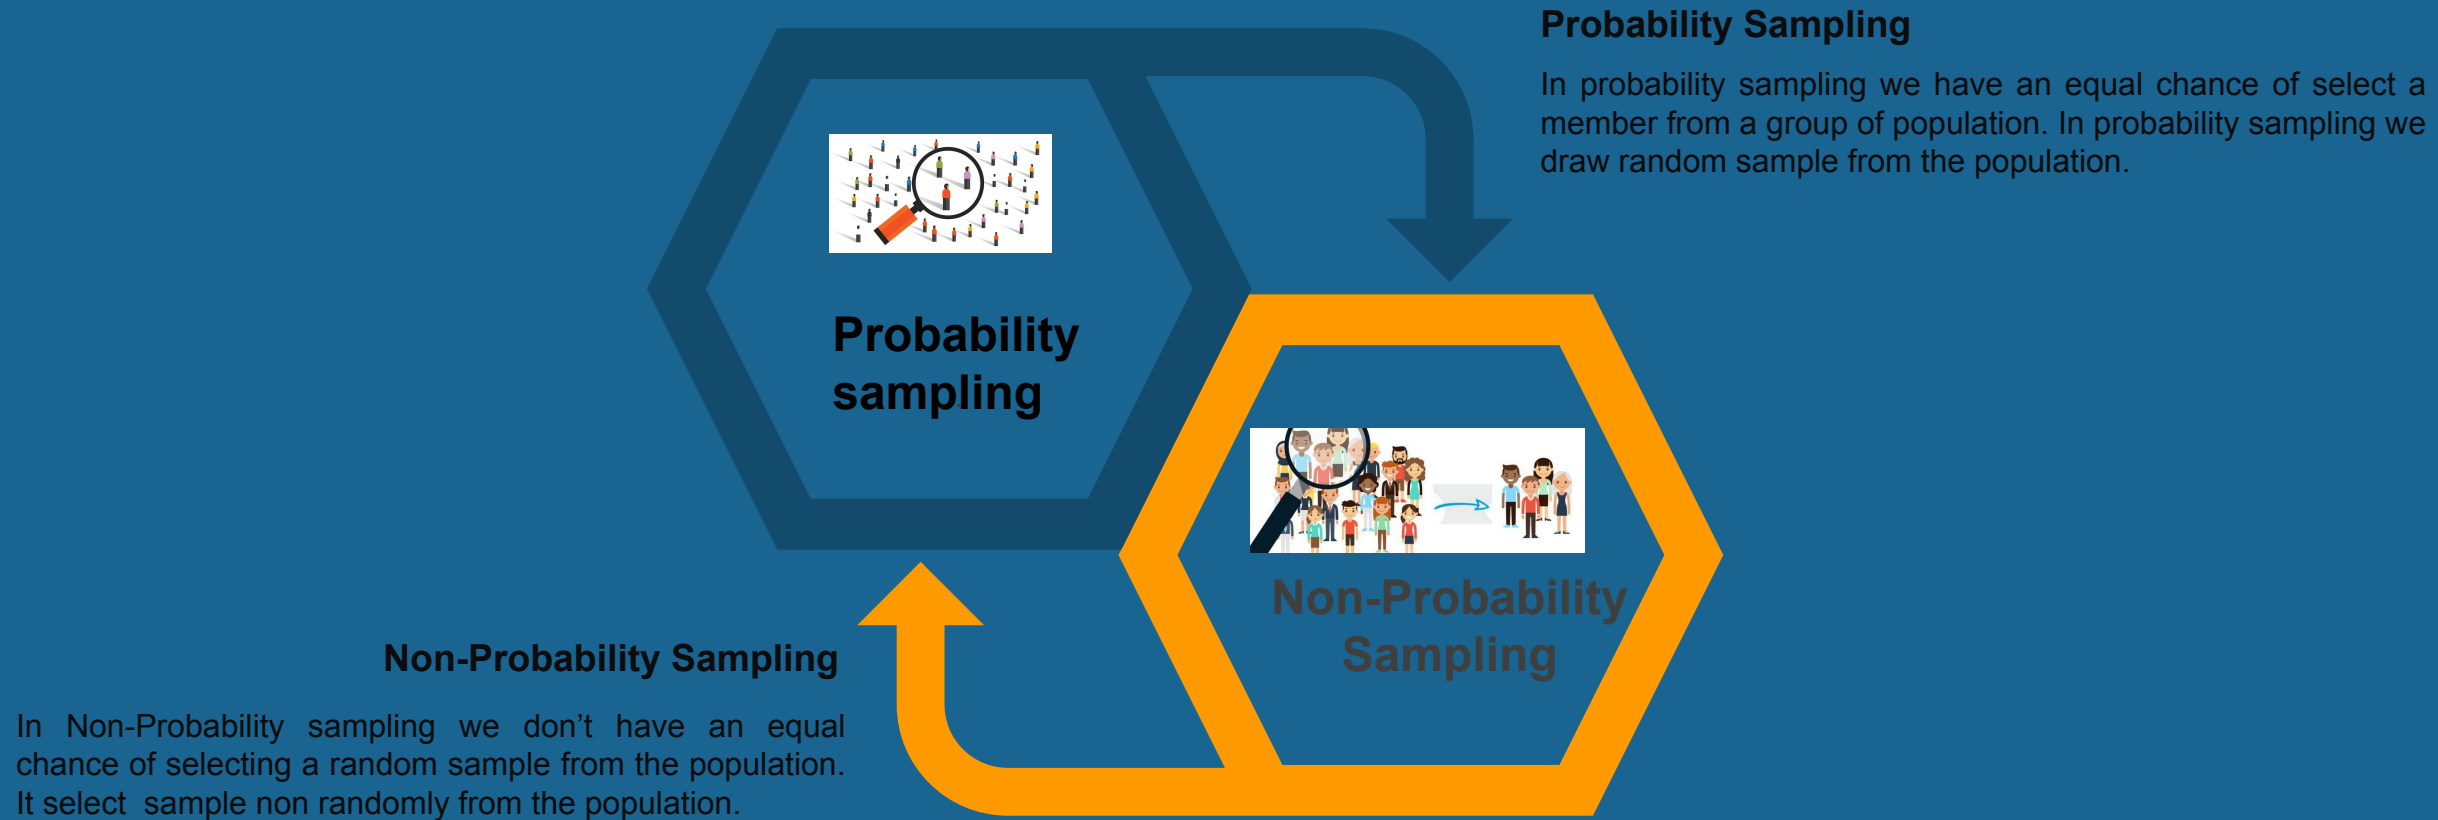 Probability Sampling
In probability sampling we have an equal chance of select a
member from a group of population. In probability sampling we
draw random sample from the population.
Probability
sampling
Non-Probability
Sampling
Non-Probability Sampling
In Non-Probability sampling we don’t have an equal
chance of selecting a random sample from the population.
It select  sample non randomly from the population.